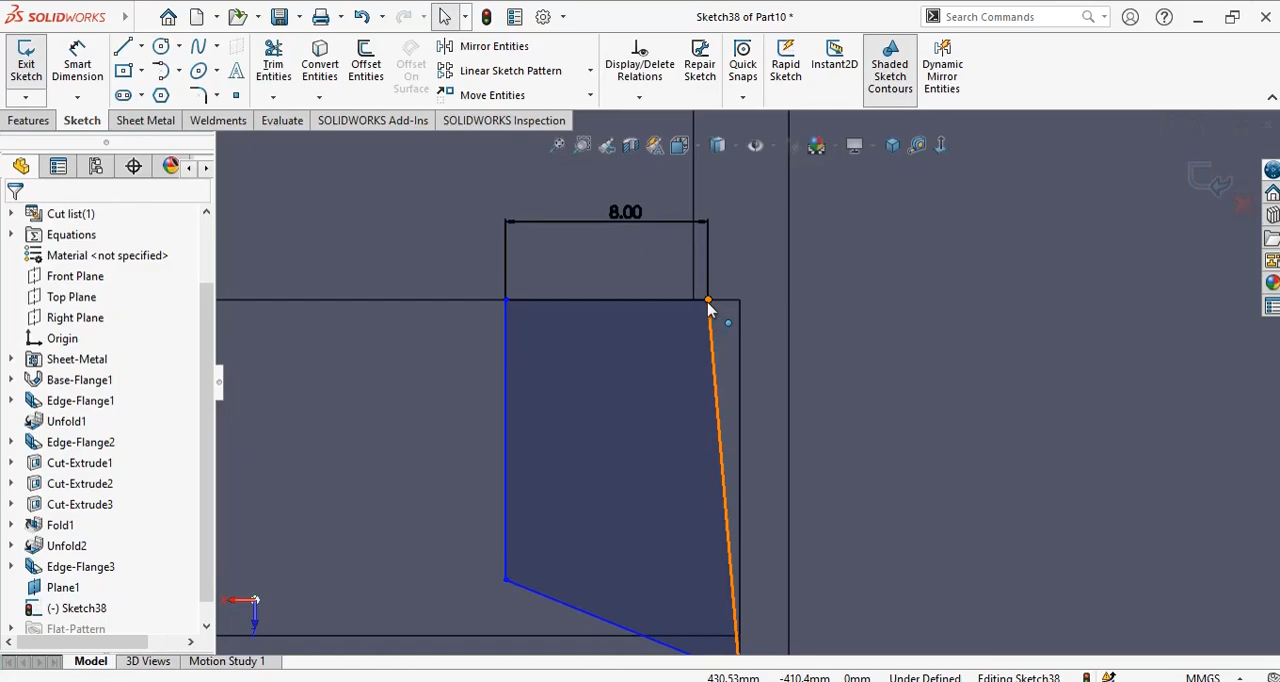 SOLIDWORKS
Sketch38 of Part10 *
Search Commands
Exit Sketch
Smart Dimension
Trim Entities
Convert Entities
Offset Entities
Offset On Surface
Mirror Entities
Linear Sketch Pattern
Move Entities
Display/Delete Relations
Repair Sketch
Quick Snaps
Rapid Sketch
Instant2D
Shaded Sketch Contours
Dynamic Mirror Entities
Features
Sketch
Sheet Metal
Weldments
Evaluate
SOLIDWORKS Add-Ins
SOLIDWORKS Inspection
8.00
Cut list(1)
Equations
Material <not specified>
Front Plane
Top Plane
Right Plane
Origin
Sheet-Metal
Base-Flange1
Edge-Flange1
Unfold1
Edge-Flange2
Cut-Extrude1
Cut-Extrude2
Cut-Extrude3
Fold1
Unfold2
Edge-Flange3
Plane1
(-) Sketch38
Flat-Pattern
Model
3D Views
Motion Study 1
430.53mm -410.4mm 0mm Under Defined Editing Sketch38 MMGS